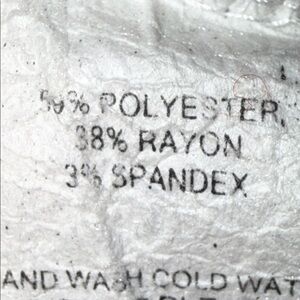 59% POLYESTER,
38% RAYON
3% SPANDEX
AND WASH COLD WAT